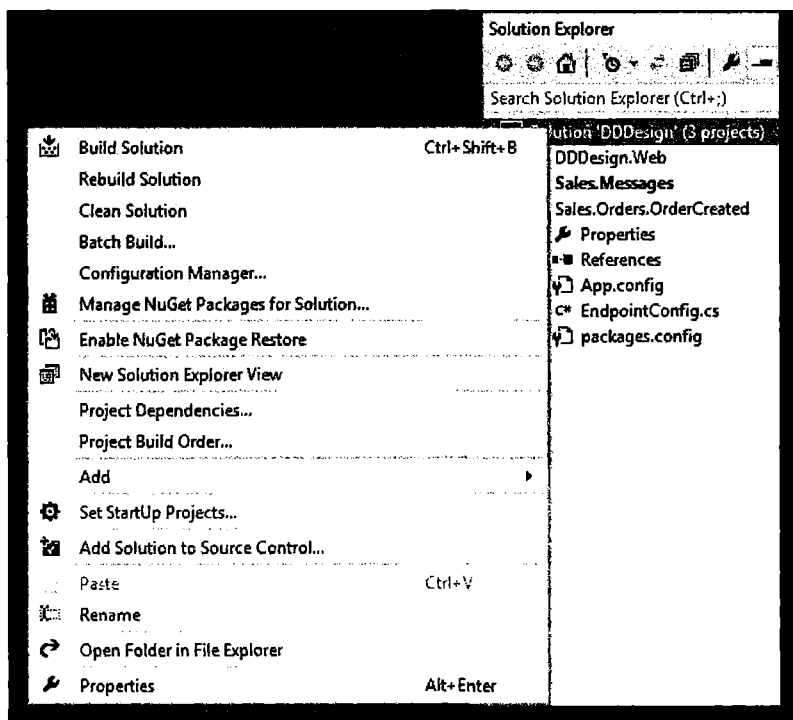 Solution Explorer
Search Solution Explorer (Ctrl+;)
lution 'DDDesign' (3 projects)
DDDesign.Web
Sales.Messages
Sales.Orders.OrderCreated
Properties
References
App.config
C# EndpointConfig.cs
packages.config
Build Solution Ctrl+Shift+B
Rebuild Solution
Clean Solution
Batch Build...
Configuration Manager...
Manage NuGet Packages for Solution...
Enable NuGet Package Restore
New Solution Explorer View
Project Dependencies...
Project Build Order...
Add
Set StartUp Projects...
Add Solution to Source Control...
Paste Ctrl+V
Rename
Open Folder in File Explorer
Properties Alt+Enter